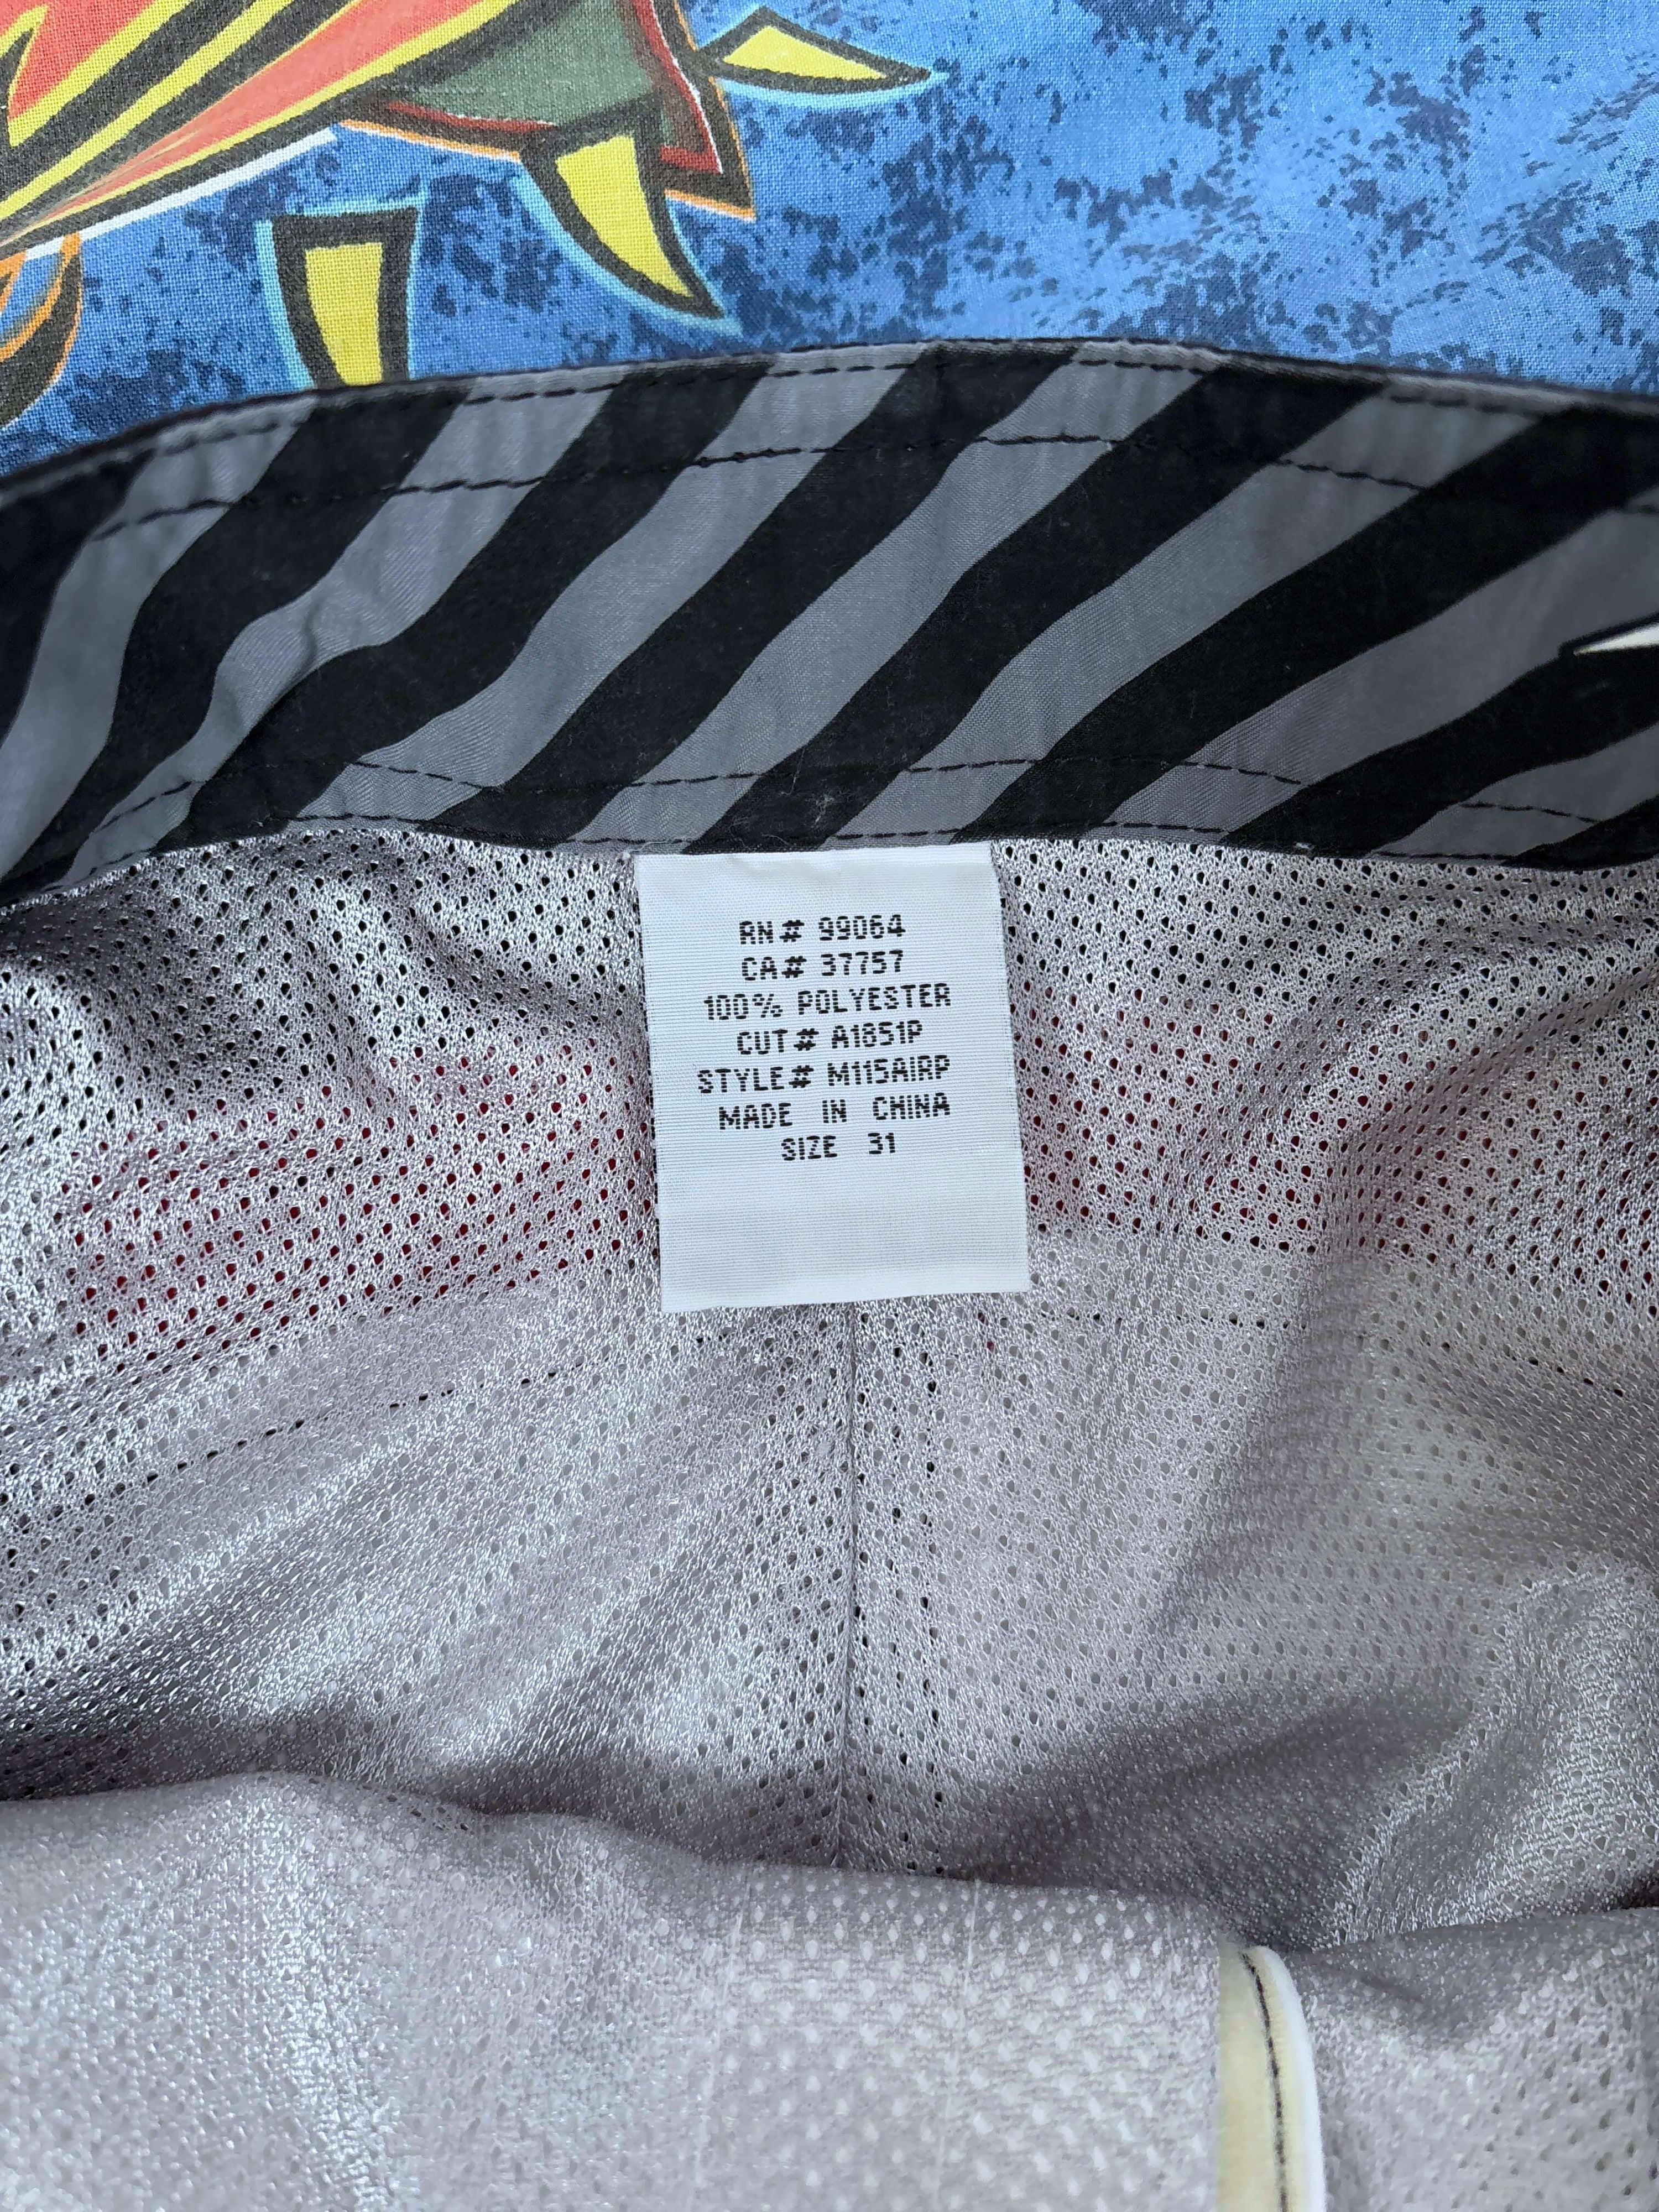 RN# 99064
CA# 37757
100% POLYESTER
CUT# A1851P
STYLE# M115AIRP
MADE IN CHINA
SIZE 31